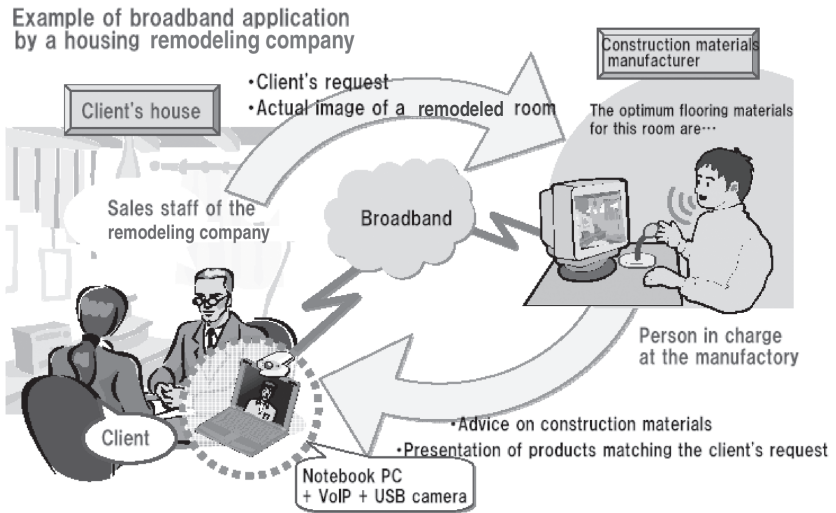 Example of broadband application
by a housing remodeling company
Client's house
•Client's request
•Actual image of a remodeled room
Construction materials
manufacturer
The optimum flooring materials
for this room are…
Sales staff of the
remodeling company
Broadband
Person in charge
at the manufactory
Client
•Advice on construction materials
•Presentation of products matching the client's request
Notebook PC
+ VoIP + USB camera